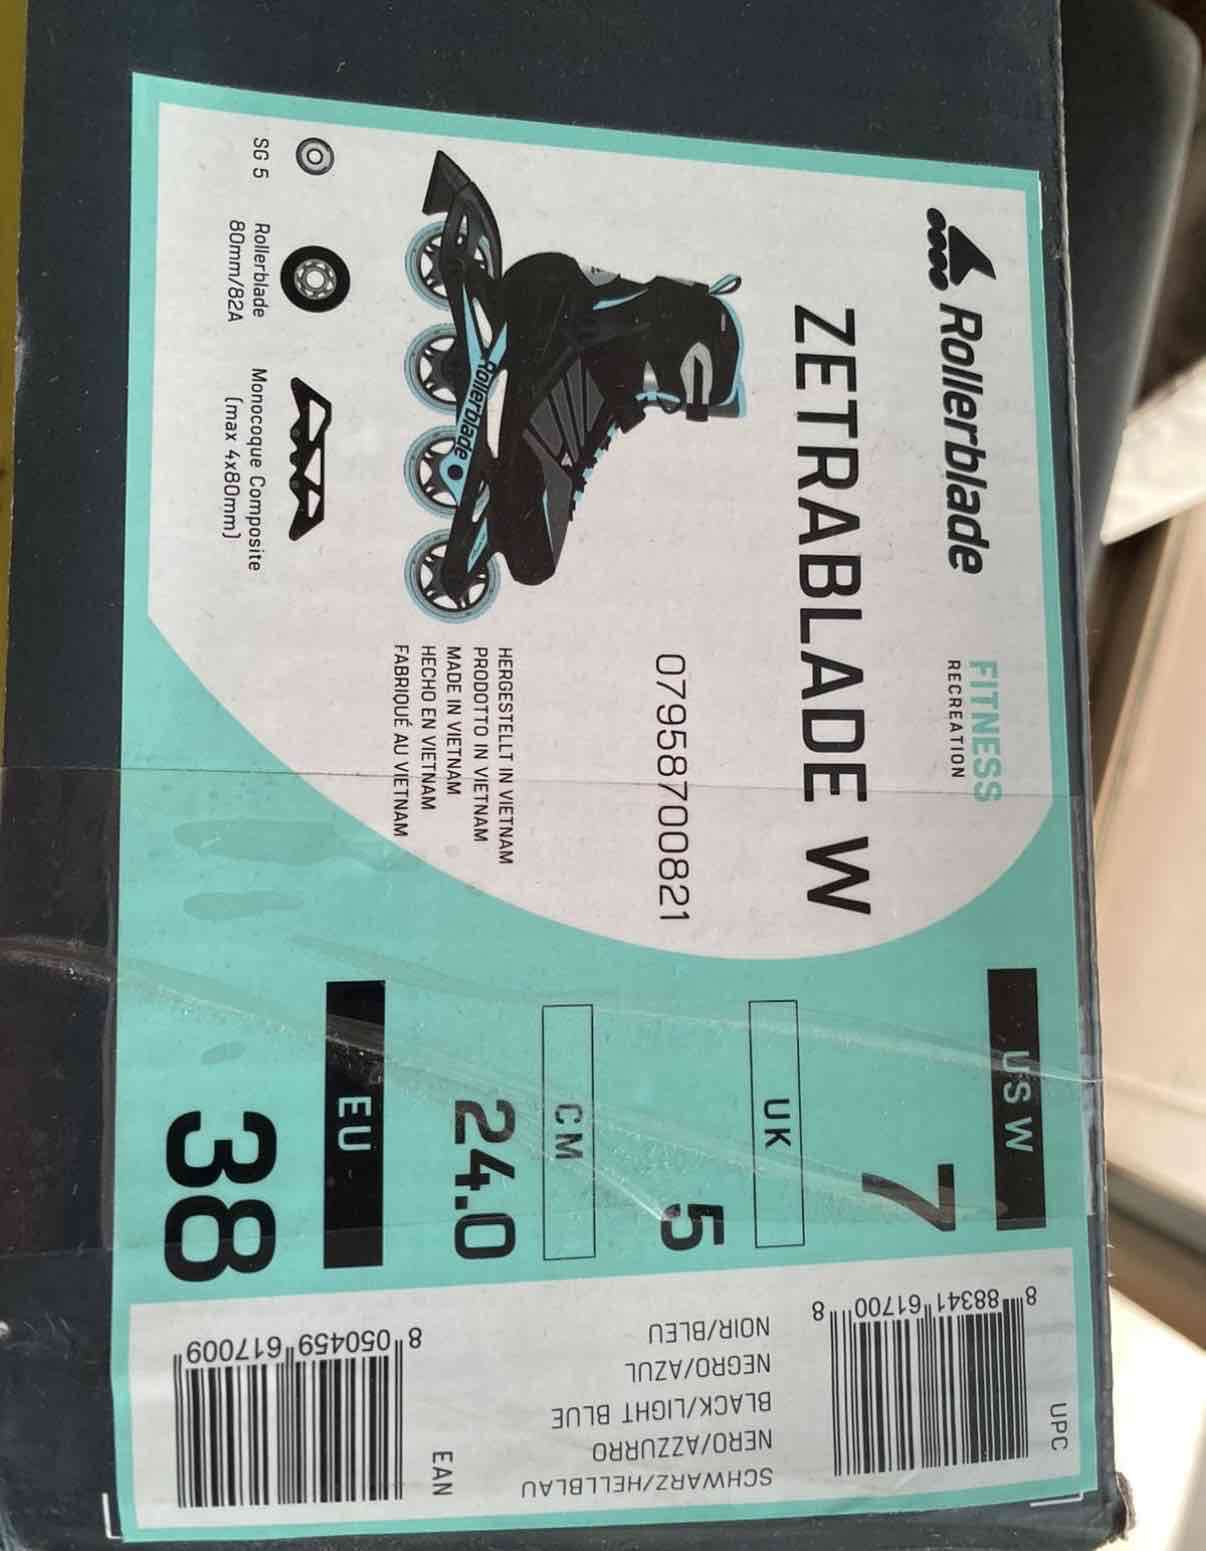 Rollerblade
FITNESS
RECREATION
ZETRABLADE W
07958700821
Rollerblade
HERGESTELLT IN VIETNAM
PRODOTTO IN VIETNAM
MADE IN VIETNAM
HECHO EN VIETNAM
FABRIQUÉ AU VIETNAM
SG 5
Rollerblade
80mm/82A
Monocoque Composite
(max 4x80mm)
US W
7
UK
5
CM
24.0
EU
38
UPC
8 88341 61700 8
SCHWARZ/HELLBLAU
NERO/AZZURRO
BLACK/LIGHT BLUE
NEGRO/AZUL
NOIR/BLEU
EAN
8 050459 617009